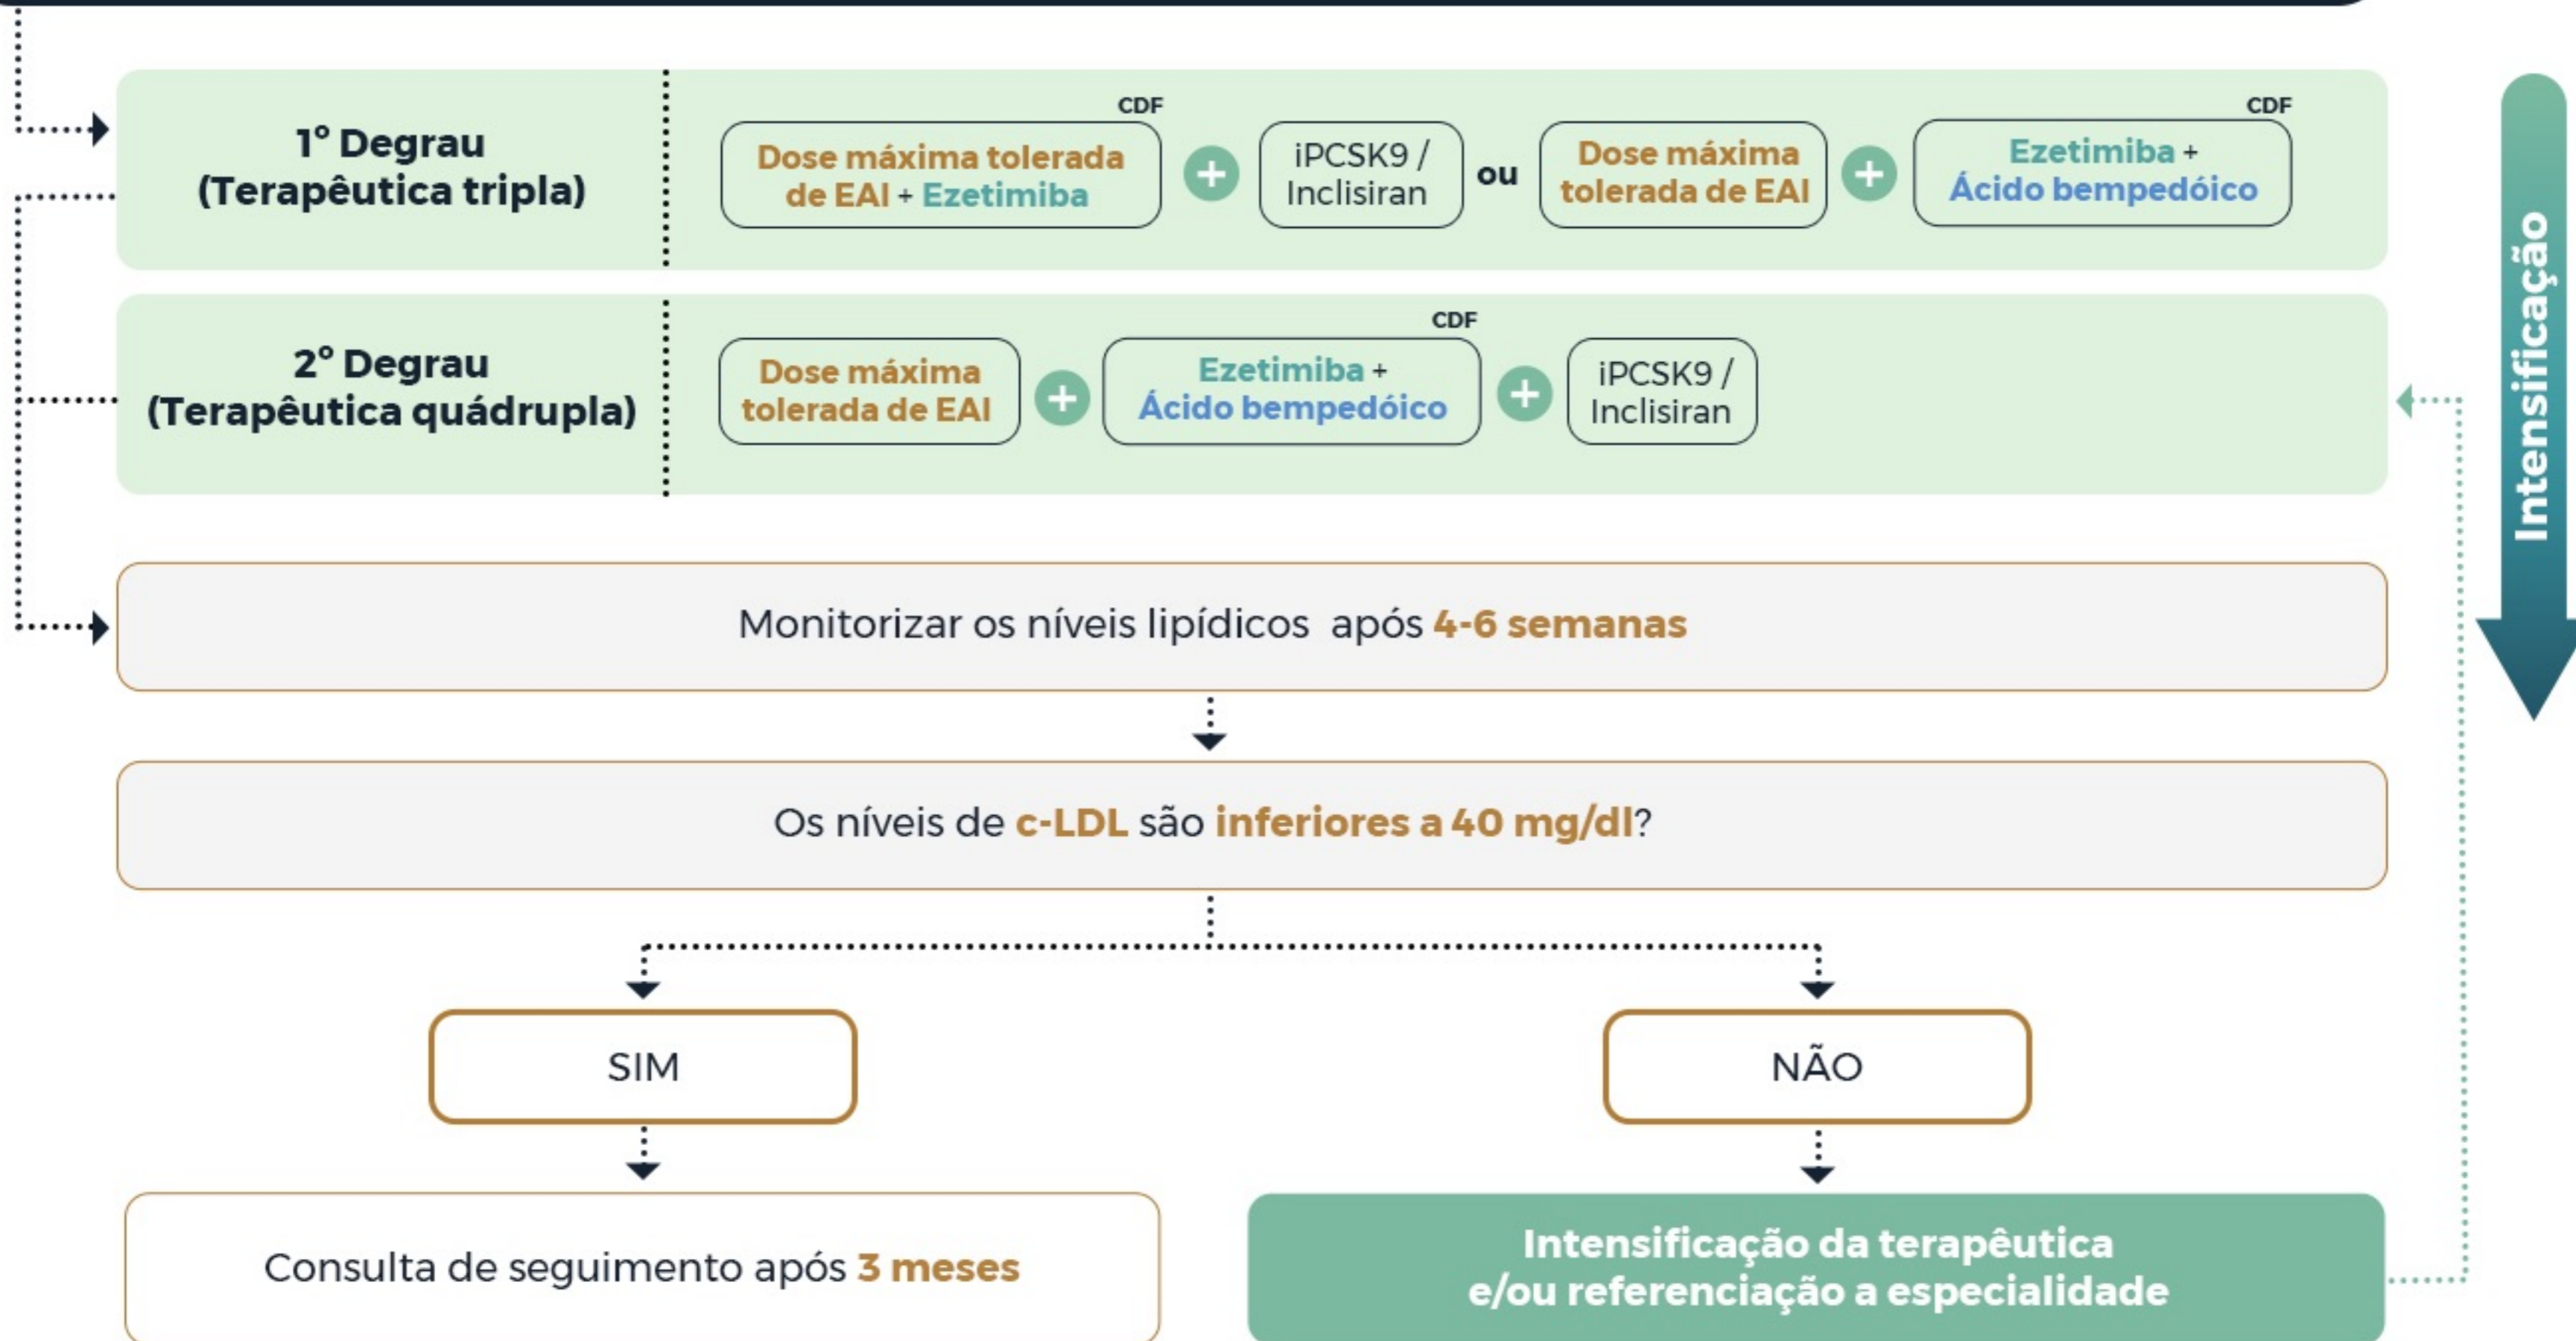 1º Degrau
(Terapêutica tripla)
CDF
Dose máxima tolerada
de EAI + Ezetimiba
+
iPCSK9 /
Inclisiran
ou
Dose máxima
tolerada de EAI
+
CDF
Ezetimiba +
Ácido bempedóico
2º Degrau
(Terapêutica quádrupla)
Dose máxima
tolerada de EAI
+
CDF
Ezetimiba +
Ácido bempedóico
+
iPCSK9 /
Inclisiran
Intensificação
Monitorizar os níveis lipídicos após 4-6 semanas
Os níveis de c-LDL são inferiores a 40 mg/dl?
SIM
NÃO
Consulta de seguimento após 3 meses
Intensificação da terapêutica
e/ou referenciação a especialidade